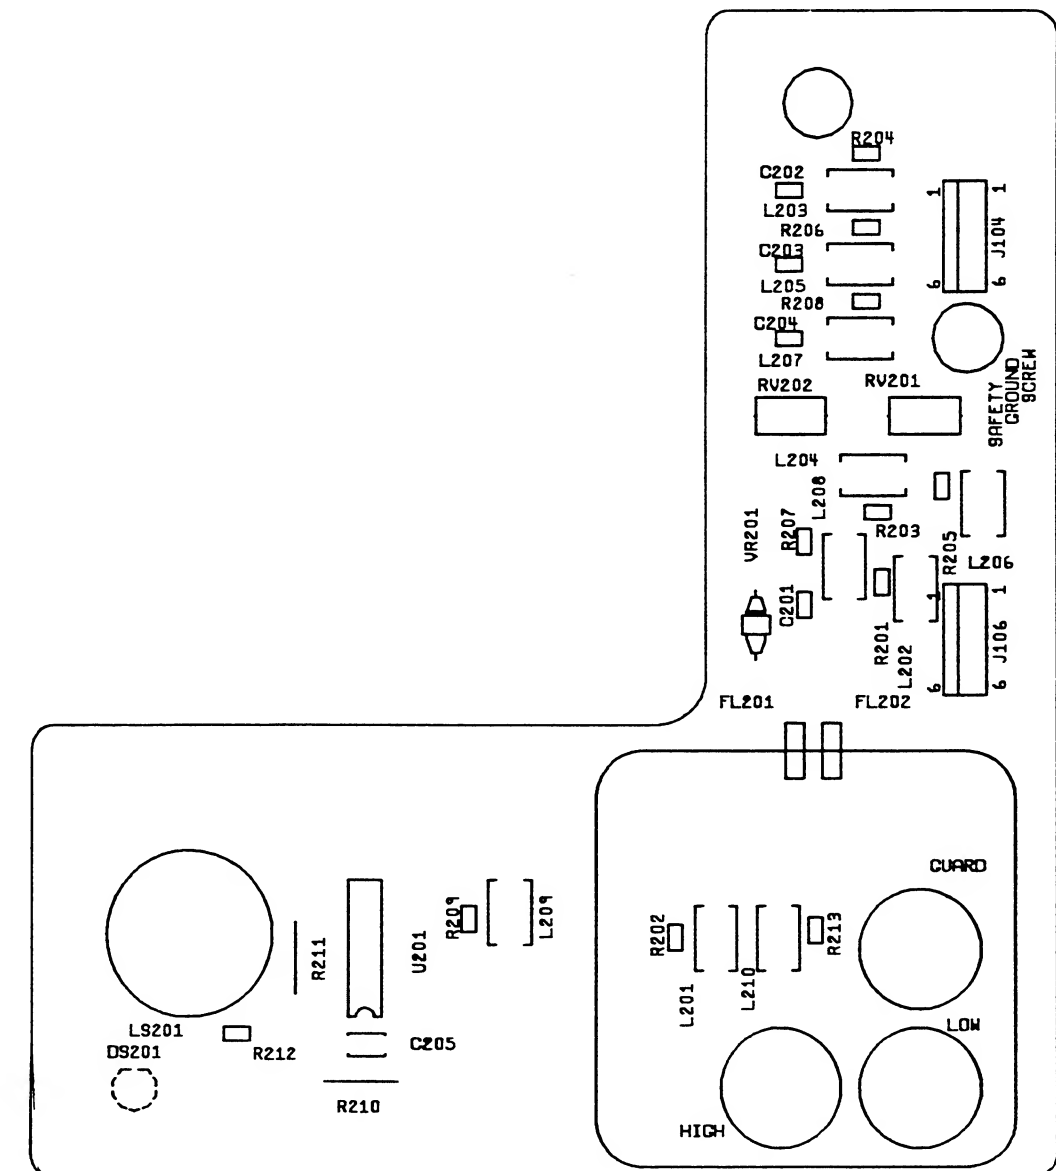 R204
C202
1
1
L203
R206
J104
C203
6
6
L205
R208
C204
L207
RV202
RV201
SAFETY
GROUND
SCREW
L204
L208
R203
VR201
R207
R205
L206
C201
1
1
R201
L202
J106
6
6
FL201
FL202
GUARD
R209
L209
R202
R213
R211
U201
L201
L210
LS201
LOW
DS201
R212
C205
R210
HIGH